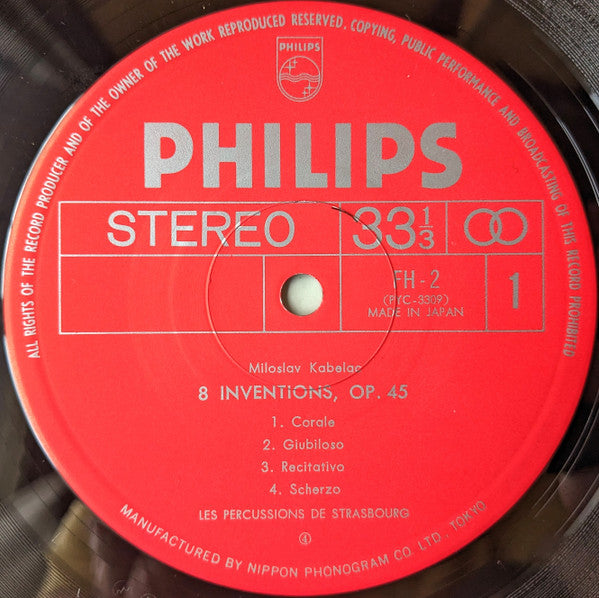 ALL RIGHTS OF THE RECORD PRODUCER AND OF THE OWNER OF THE WORK REPRODUCED RESERVED, COPYING, PUBLIC PERFORMANCE AND BROADCASTING OF THIS RECORD PROHIBITED
PHILIPS
PHILIPS
STEREO 33 1/3
FH-2 1
(PYC-3309)
MADE IN JAPAN
Miloslav Kabelac
8 INVENTIONS, OP. 45
1. Corale
2. Giubiloso
3. Recitativo
4. Scherzo
LES PERCUSSIONS DE STRASBOURG
④
MANUFACTURED BY NIPPON PHONOGRAM CO. LTD., TOKYO